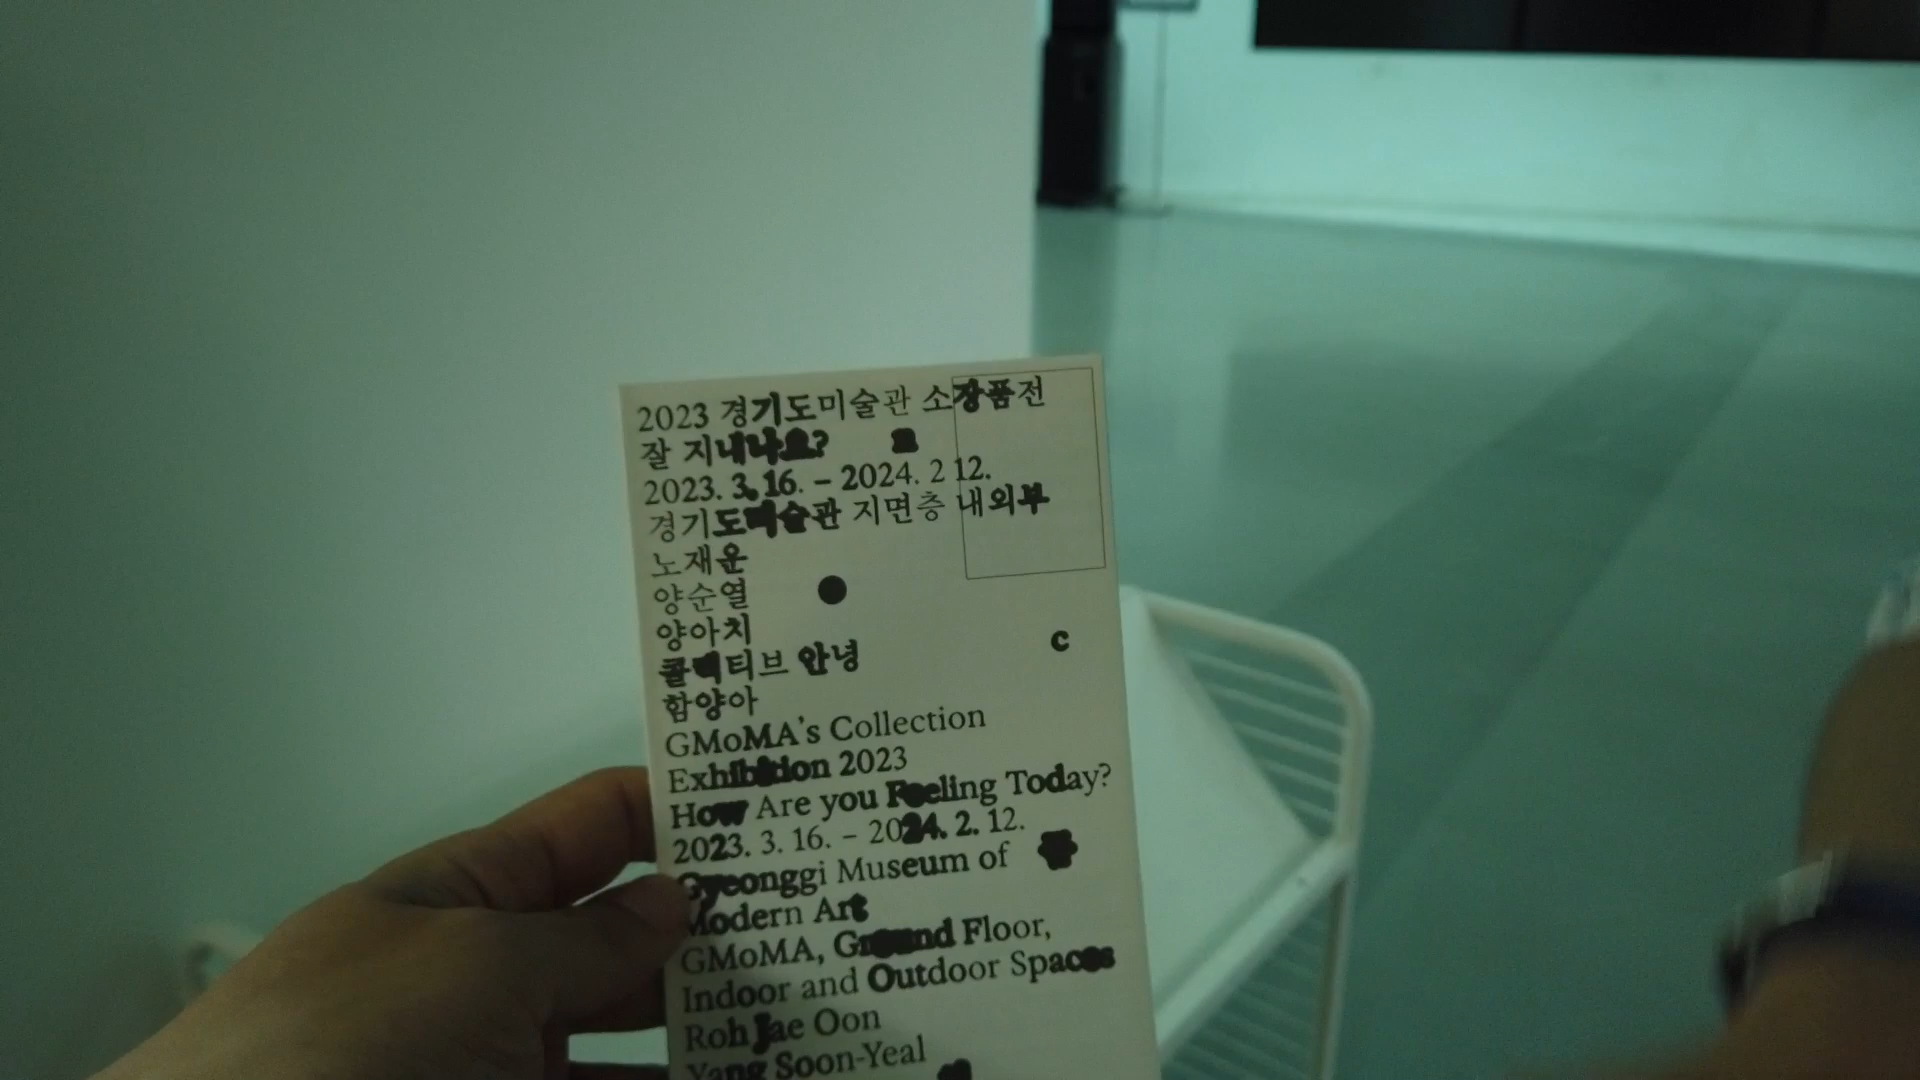 2023 경기도미술관 소장품전
잘 지내나요?
2023. 3. 16. – 2024. 2 12.
경기도미술관 지면층 내외부
노재운
양순열
양아치
콜렉티브 안녕
함양아
c
GMoMA's Collection
Exhibition 2023
How Are you Feeling Today?
2023. 3. 16. – 2024. 2. 12.
Gyeonggi Museum of
Modern Art
GMoMA, Ground Floor,
Indoor and Outdoor Spaces
Roh Jae Oon
Yang Soon-Yeal